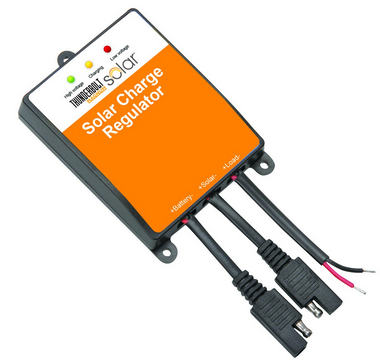 High voltage
Charging
Low voltage
THUNDERBOLT
solar
Solar Charge
Regulator
+Battery-
+Solar-
+Load-